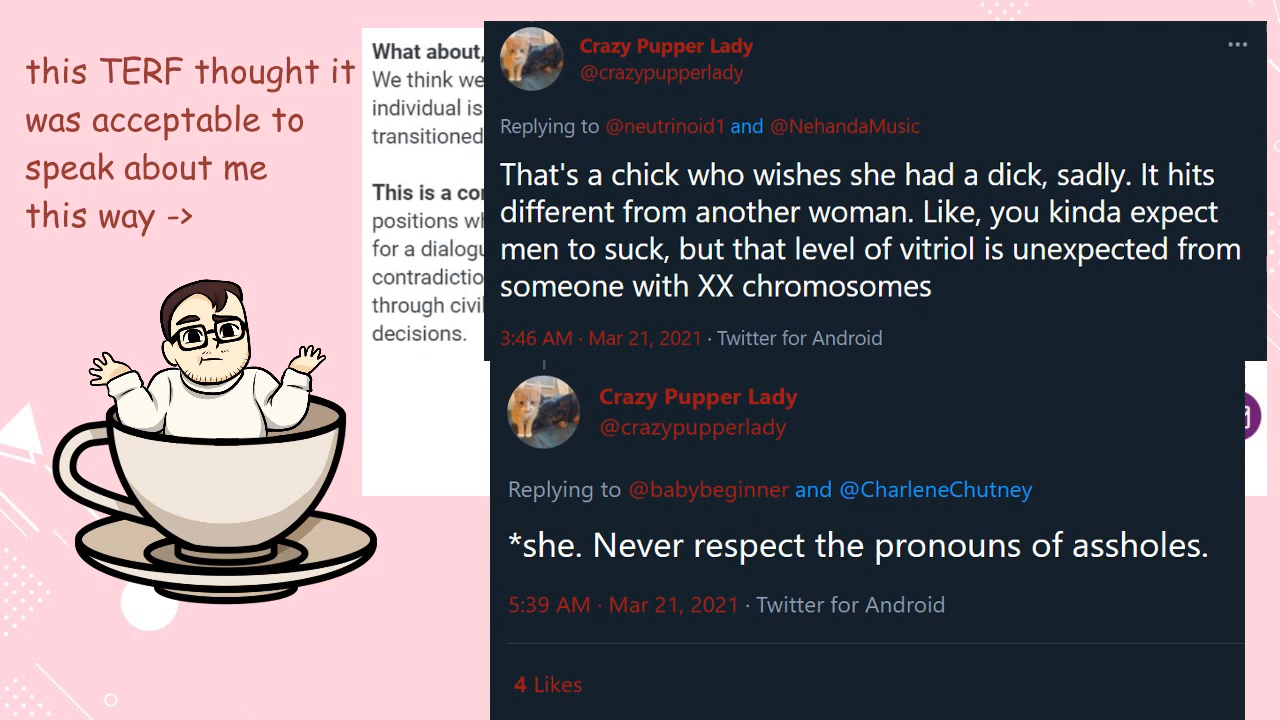 this TERF thought it
was acceptable to
speak about me
this way ->
What about,
We think we
individual is
transitioned
This is a cor
positions wh
for a dialogu
contradictio
through civil
decisions.
Crazy Pupper Lady
@crazypupperlady
Replying to @neutrinoid1 and @NehandaMusic
That's a chick who wishes she had a dick, sadly. It hits
different from another woman. Like, you kinda expect
men to suck, but that level of vitriol is unexpected from
someone with XX chromosomes
3:46 AM · Mar 21, 2021 · Twitter for Android
Crazy Pupper Lady
@crazypupperlady
Replying to @babybeginner and @CharleneChutney
*she. Never respect the pronouns of assholes.
5:39 AM · Mar 21, 2021 · Twitter for Android
4 Likes